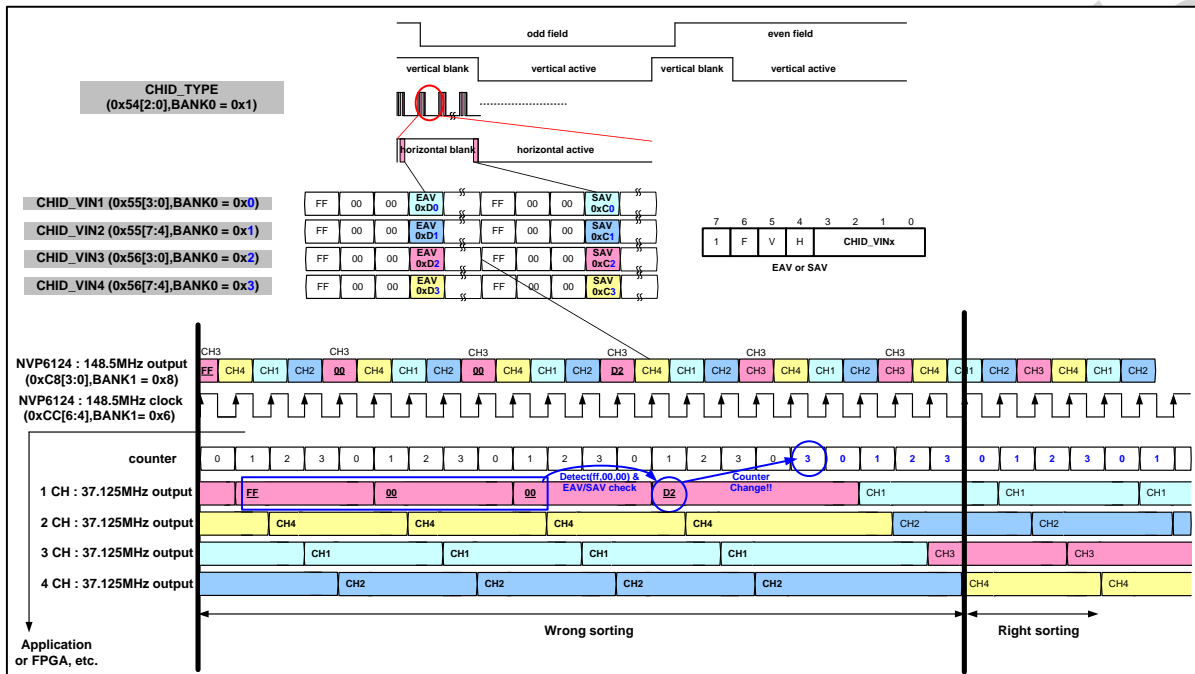 odd field even field
vertical blank vertical active vertical blank vertical active
CHID_TYPE
(0x54[2:0],BANK0 = 0x1)
horizontal blank horizontal active
CHID_VIN1 (0x55[3:0],BANK0 = 0x0) FF 00 00 EAV 0xD0 FF 00 00 SAV 0xC0
CHID_VIN2 (0x55[7:4],BANK0 = 0x1) FF 00 00 EAV 0xD1 FF 00 00 SAV 0xC1
CHID_VIN3 (0x56[3:0],BANK0 = 0x2) FF 00 00 EAV 0xD2 FF 00 00 SAV 0xC2
CHID_VIN4 (0x56[7:4],BANK0 = 0x3) FF 00 00 EAV 0xD3 FF 00 00 SAV 0xC3
7 6 5 4 3 2 1 0
1 F V H CHID_VINx
EAV or SAV
CH3 CH3 CH3 CH3 CH3 CH3
NVP6124 : 148.5MHz output
(0xC8[3:0],BANK1 = 0x8)
FF CH4 CH1 CH2 00 CH4 CH1 CH2 00 CH4 CH1 CH2 D2 CH4 CH1 CH2 CH3 CH4 CH1 CH2 CH3 CH4 CH1 CH2 CH3 CH4 CH1 CH2
NVP6124 : 148.5MHz clock
(0xCC[6:4],BANK1= 0x6)
counter 0 1 2 3 0 1 2 3 0 1 2 3 0 1 2 3 0 3 0 1 2 3 0 1 2 3 0 1
Detect(ff,00,00) &
EAV/SAV check
Counter
Change!!
1 CH : 37.125MHz output FF 00 00 D2 CH1 CH1 CH1
2 CH : 37.125MHz output CH4 CH4 CH4 CH4 CH2 CH2
3 CH : 37.125MHz output CH1 CH1 CH1 CH1 CH3 CH3
4 CH : 37.125MHz output CH2 CH2 CH2 CH2 CH4 CH4
Wrong sorting Right sorting
Application
or FPGA, etc.